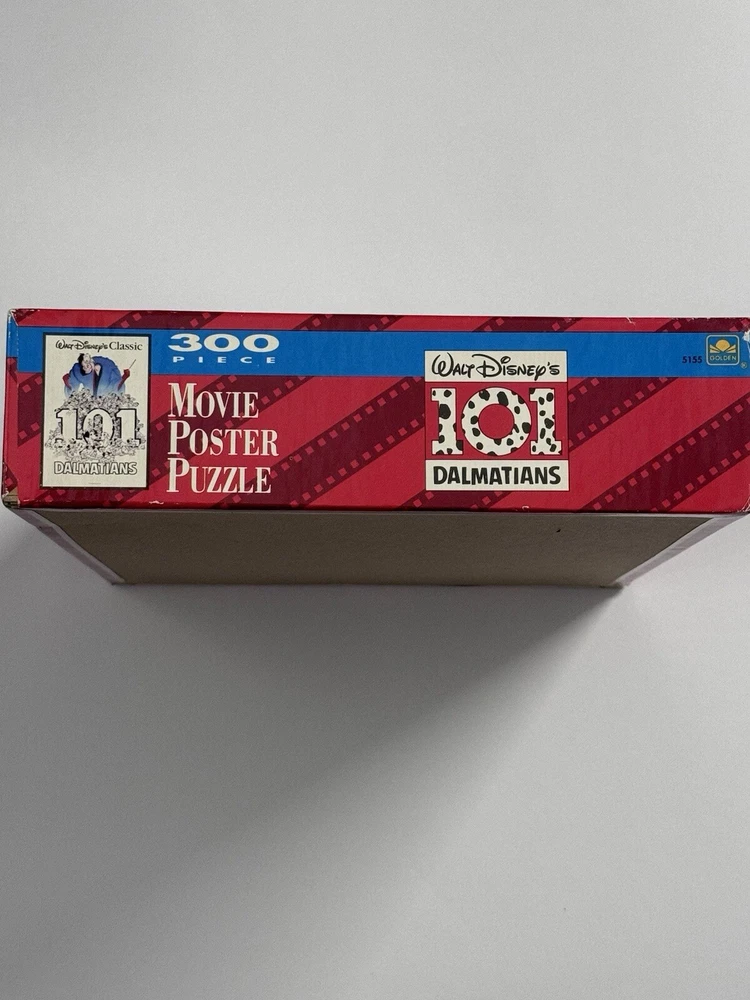 Walt Disney's Classic
101
DALMATIANS
300
PIECE
MOVIE
POSTER
PUZZLE
WALT DISNEY'S
101
DALMATIANS
5155
GOLDEN
®